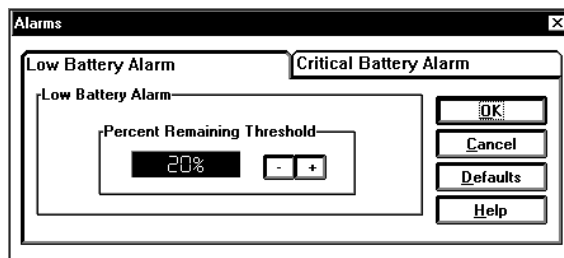 Alarms
Low Battery Alarm
Critical Battery Alarm
Low Battery Alarm
Percent Remaining Threshold
20%
- +
OK
Cancel
Defaults
Help